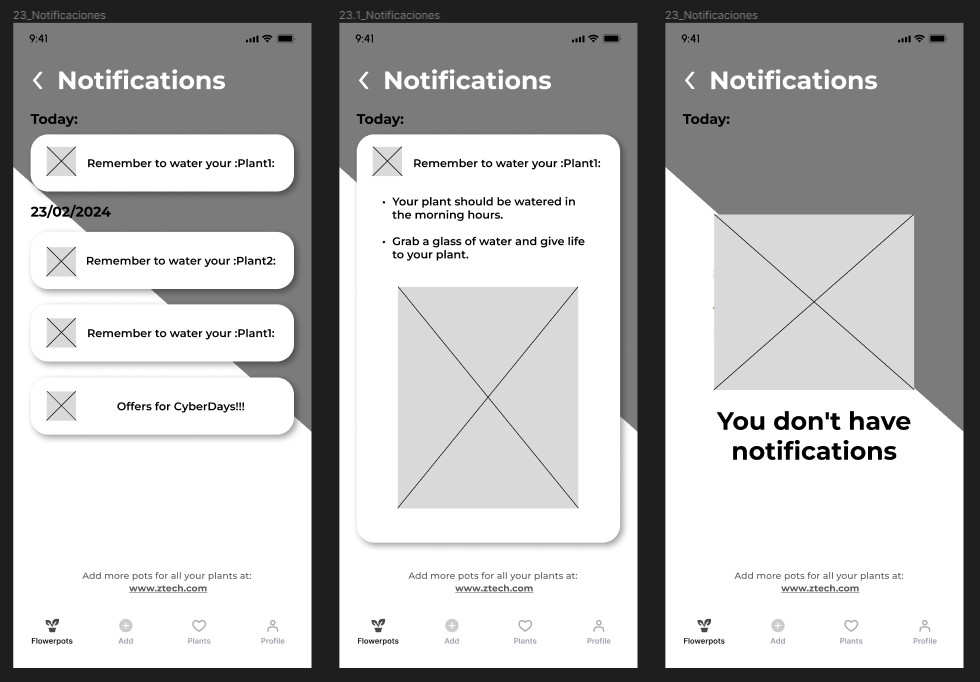 23_Notificaciones
9:41
Notifications
Today:
Remember to water your :Plant1:
23/02/2024
Remember to water your :Plant2:
Remember to water your :Plant1:
Offers for CyberDays!!!
Add more pots for all your plants at:
www.ztech.com
Flowerpots
Add
Plants
Profile
23.1_Notificaciones
9:41
Notifications
Today:
Remember to water your :Plant1:
• Your plant should be watered in
the morning hours.
• Grab a glass of water and give life
to your plant.
Add more pots for all your plants at:
www.ztech.com
Flowerpots
Add
Plants
Profile
23_Notificaciones
9:41
Notifications
Today:
You don't have
notifications
Add more pots for all your plants at:
www.ztech.com
Flowerpots
Add
Plants
Profile